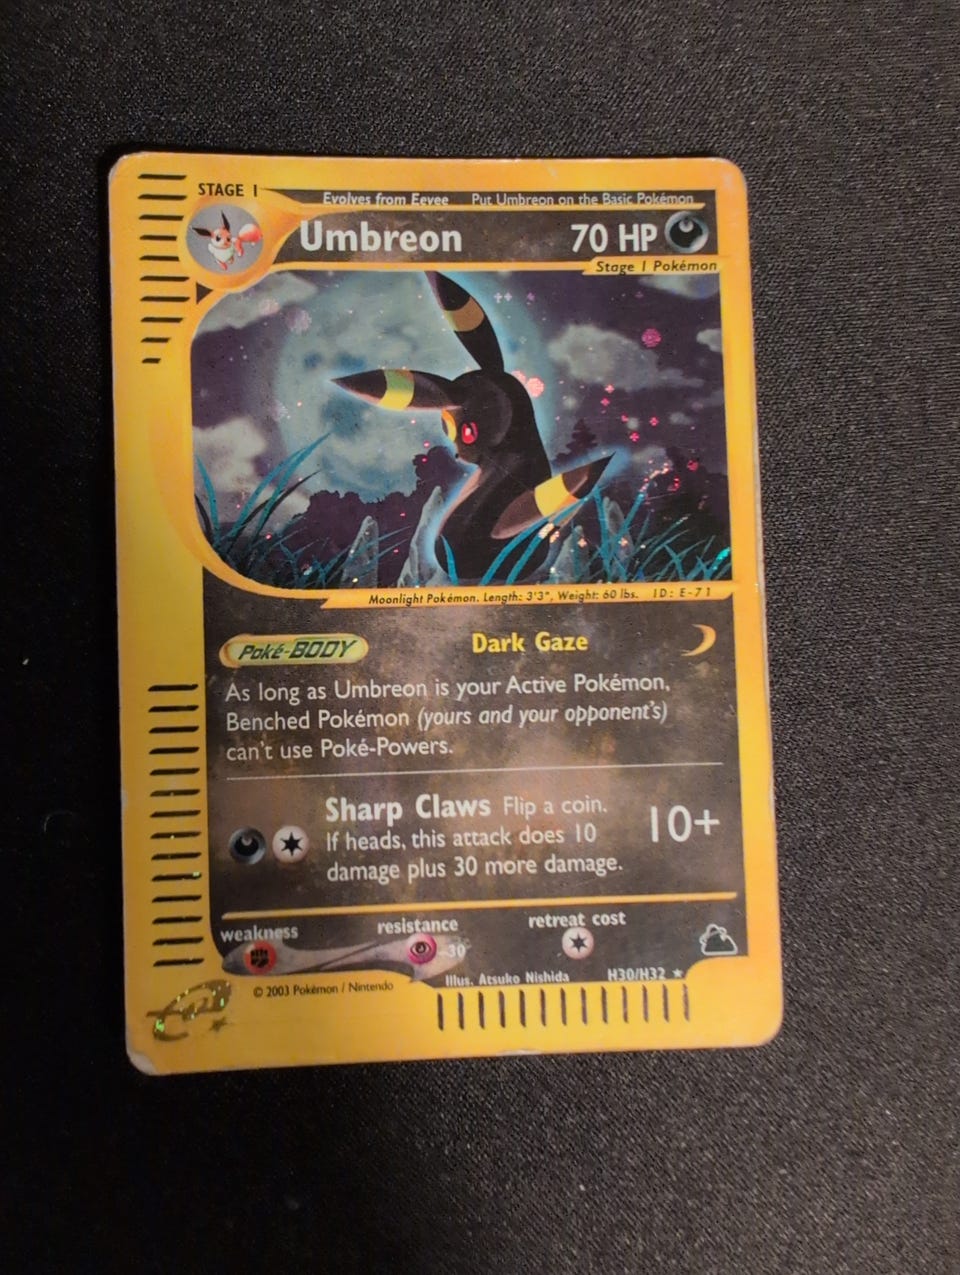 STAGE 1
Evolves from Eevee Put Umbreon on the Basic Pokémon
Umbreon 70 HP
Stage 1 Pokémon
Moonlight Pokémon. Length: 3'3", Weight: 60 lbs. ID: E-71
Poké-BODY Dark Gaze
As long as Umbreon is your Active Pokémon,
Benched Pokémon (yours and your opponent's)
can't use Poké-Powers.
Sharp Claws Flip a coin.
If heads, this attack does 10
damage plus 30 more damage.
10+
weakness resistance retreat cost
-30
Illus. Atsuko Nishida H30/H32 ★
© 2003 Pokémon / Nintendo